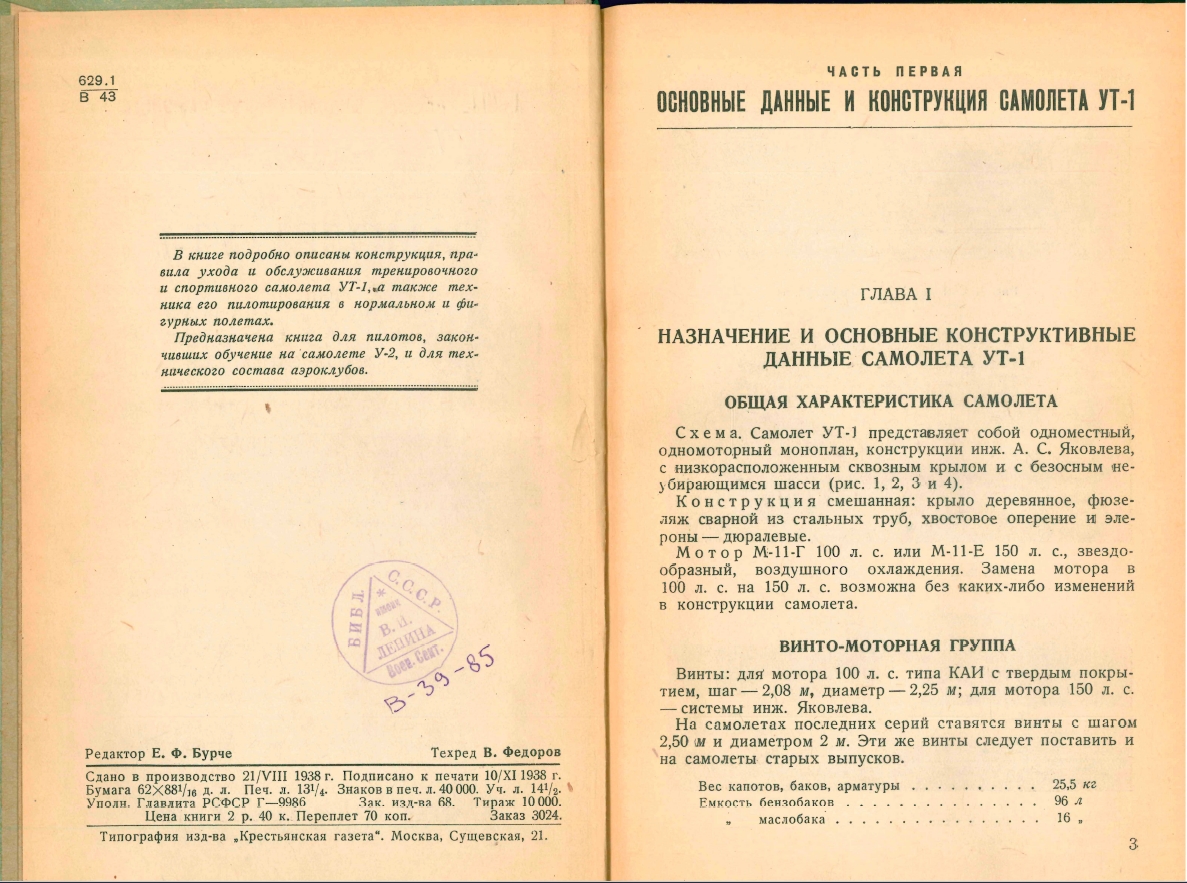 629.1
В 43
В книге подробно описаны конструкция, пра-
вила ухода и обслуживания тренировочного
и спортивного самолета УТ-1, а также тех-
ника его пилотирования в нормальном и фи-
гурных полетах.
Предназначена книга для пилотов, закон-
чивших обучение на самолете У-2, и для тех-
нического состава аэроклубов.
БИБЛ.
С.С.С.Р.
имени
В. И.
ЛЕНИНА
Воен. Сект.
В-39-85
Редактор Е. Ф. Бурче Техред В. Федоров
Сдано в производство 21/VIII 1938 г. Подписано к печати 10/XI 1938 г.
Бумага 62×88 1/16 д. л. Печ. л. 13 1/4. Знаков в печ. л. 40 000. Уч. л. 14 1/2.
Уполн. Главлита РСФСР Г—9986 Зак. изд-ва 68. Тираж 10 000.
Цена книги 2 р. 40 к. Переплет 70 коп. Заказ 3024.
Типография изд-ва „Крестьянская газета“. Москва, Сущевская, 21.
ЧАСТЬ ПЕРВАЯ
ОСНОВНЫЕ ДАННЫЕ И КОНСТРУКЦИЯ САМОЛЕТА УТ-1
ГЛАВА I
НАЗНАЧЕНИЕ И ОСНОВНЫЕ КОНСТРУКТИВНЫЕ
ДАННЫЕ САМОЛЕТА УТ-1
ОБЩАЯ ХАРАКТЕРИСТИКА САМОЛЕТА
Схема. Самолет УТ-1 представляет собой одноместный,
одномоторный моноплан, конструкции инж. А. С. Яковлева,
с низкорасположенным сквозным крылом и с безосным не-
убирающимся шасси (рис. 1, 2, 3 и 4).
Конструкция смешанная: крыло деревянное, фюзе-
ляж сварной из стальных труб, хвостовое оперение и эле-
роны — дюралевые.
Мотор М-11-Г 100 л. с. или М-11-Е 150 л. с., звездо-
образный, воздушного охлаждения. Замена мотора в
100 л. с. на 150 л. с. возможна без каких-либо изменений
в конструкции самолета.
ВИНТО-МОТОРНАЯ ГРУППА
Винты: для мотора 100 л. с. типа КАИ с твердым покры-
тием, шаг — 2,08 м, диаметр — 2,25 м; для мотора 150 л. с.
— системы инж. Яковлева.
На самолетах последних серий ставятся винты с шагом
2,50 м и диаметром 2 м. Эти же винты следует поставить и
на самолеты старых выпусков.
Вес капотов, баков, арматуры . . . . . . . . . . 25,5 кг
Емкость бензобаков . . . . . . . . . . . . . . . 96 л
„ маслобака . . . . . . . . . . . . . . . . 16 „
3